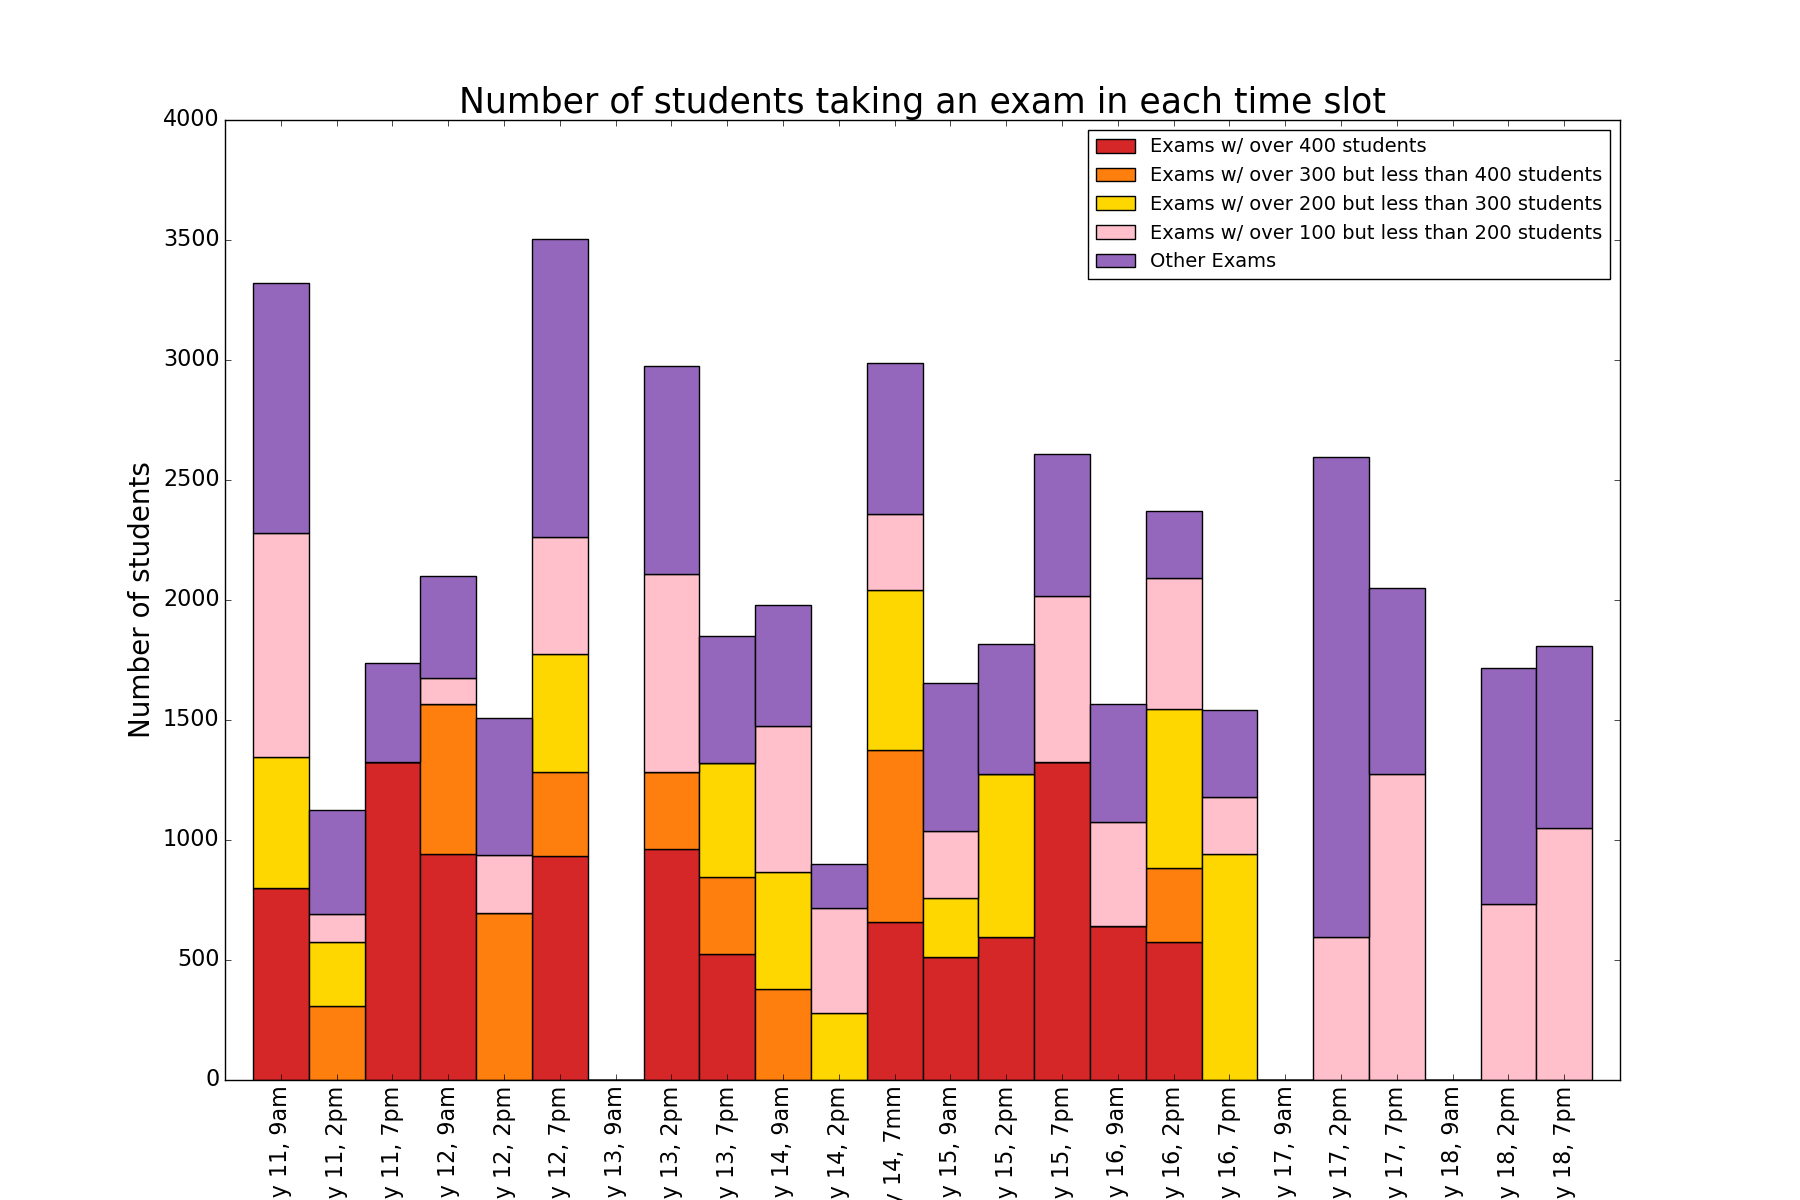 Number of students taking an exam in each time slot
Exams w/ over 400 students
Exams w/ over 300 but less than 400 students
Exams w/ over 200 but less than 300 students
Exams w/ over 100 but less than 200 students
Other Exams
Number of students
4000
3500
3000
2500
2000
1500
1000
500
0
y 11, 9am
y 11, 2pm
y 11, 7pm
y 12, 9am
y 12, 2pm
y 12, 7pm
y 13, 9am
y 13, 2pm
y 13, 7pm
y 14, 9am
y 14, 2pm
y 14, 7mm
y 15, 9am
y 15, 2pm
y 15, 7pm
y 16, 9am
y 16, 2pm
y 16, 7pm
y 17, 9am
y 17, 2pm
y 17, 7pm
y 18, 9am
y 18, 2pm
y 18, 7pm